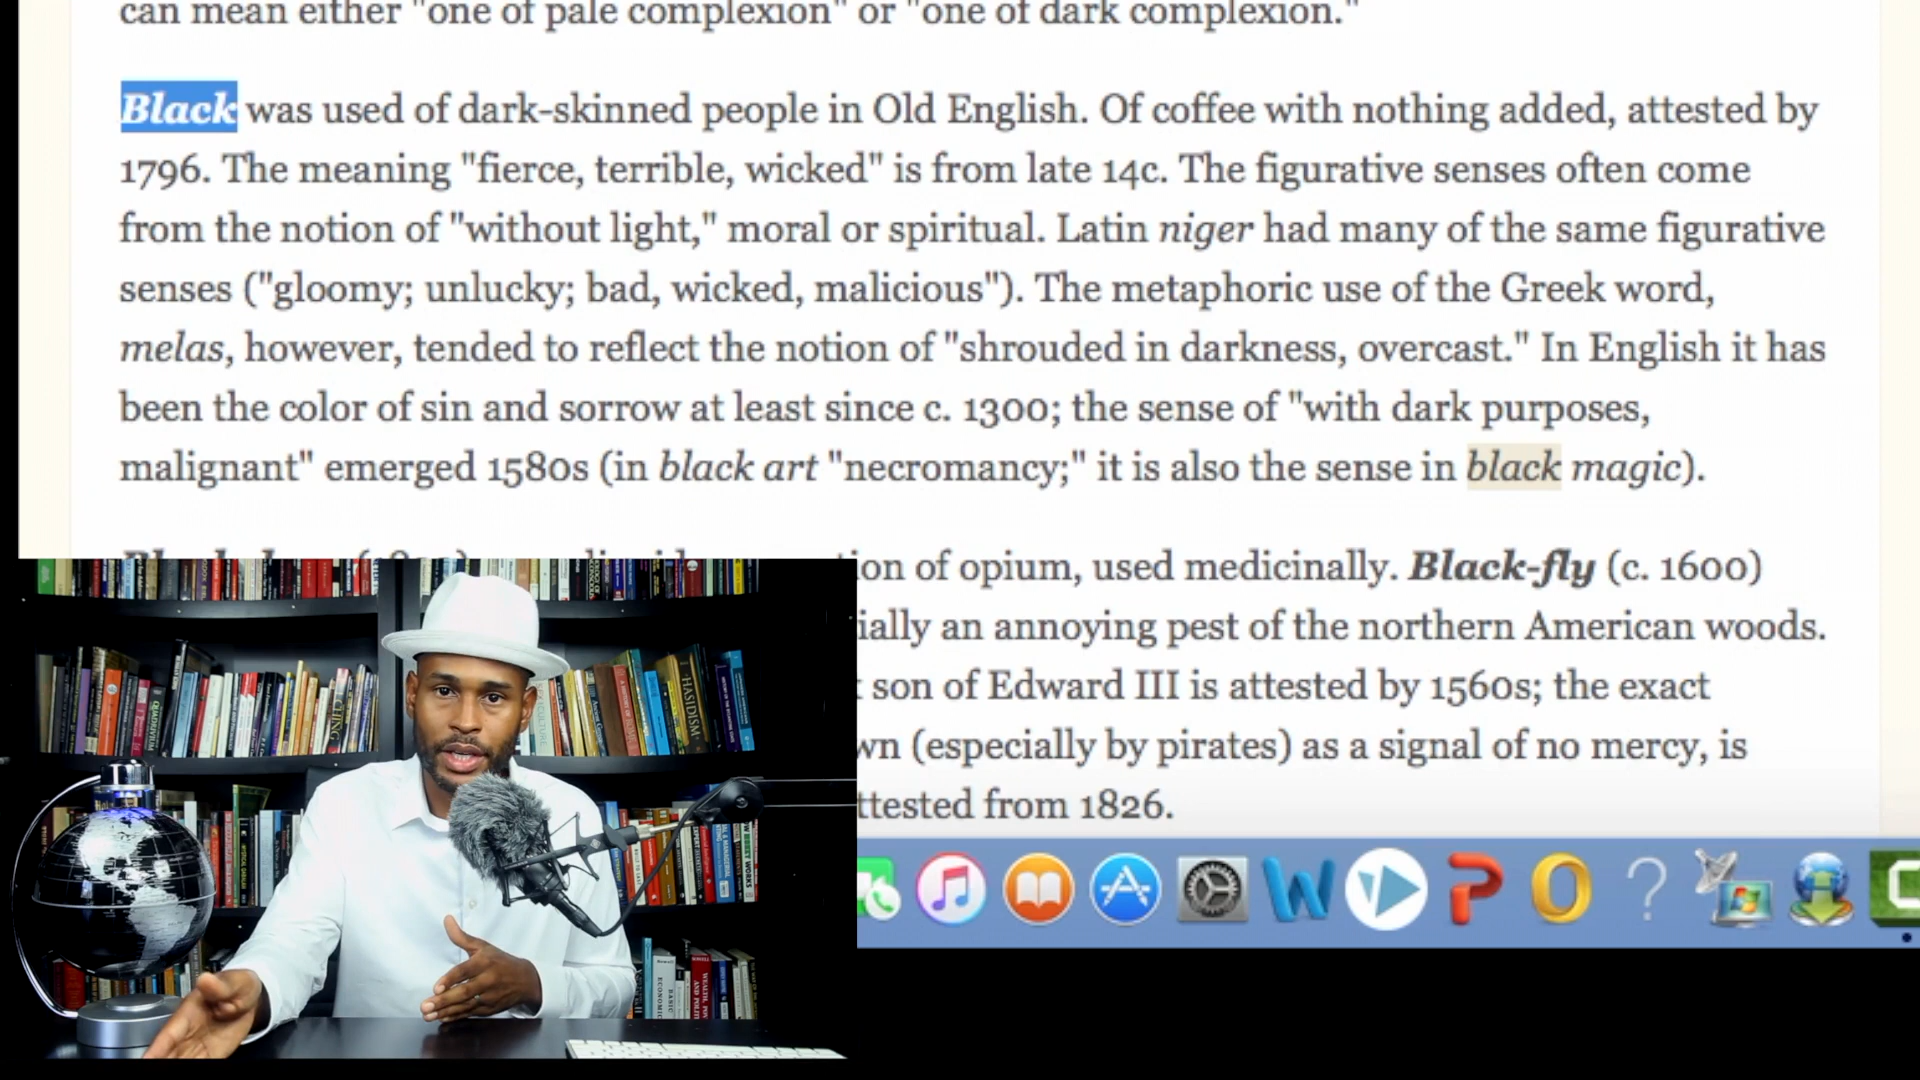 can mean either "one of pale complexion" or "one of dark complexion."
Black was used of dark-skinned people in Old English. Of coffee with nothing added, attested by
1796. The meaning "fierce, terrible, wicked" is from late 14c. The figurative senses often come
from the notion of "without light," moral or spiritual. Latin niger had many of the same figurative
senses ("gloomy; unlucky; bad, wicked, malicious"). The metaphoric use of the Greek word,
melas, however, tended to reflect the notion of "shrouded in darkness, overcast." In English it has
been the color of sin and sorrow at least since c. 1300; the sense of "with dark purposes,
malignant" emerged 1580s (in black art "necromancy;" it is also the sense in black magic).
ion of opium, used medicinally. Black-fly (c. 1600)
ially an annoying pest of the northern American woods.
son of Edward III is attested by 1560s; the exact
wn (especially by pirates) as a signal of no mercy, is
ttested from 1826.
HASIDISM